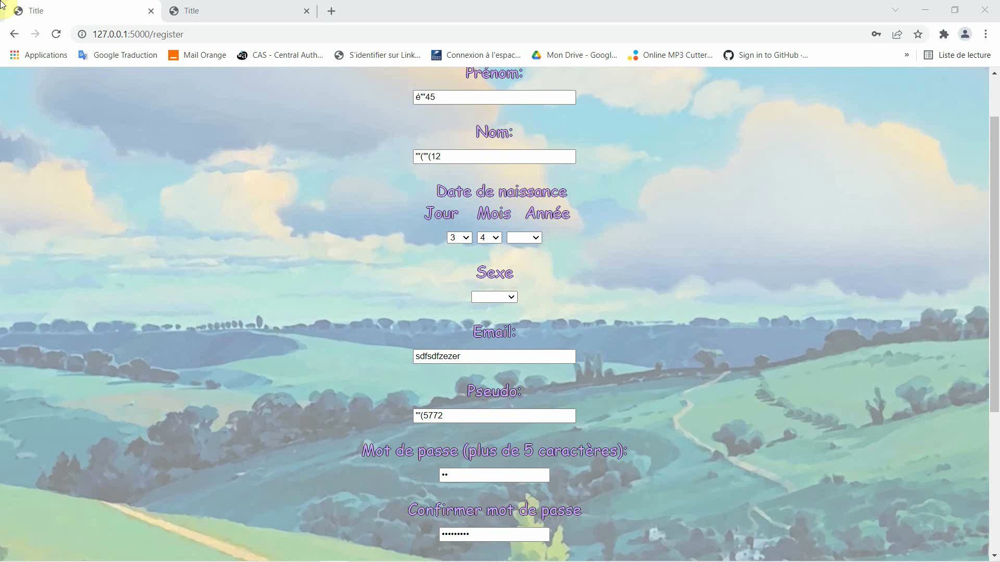 Title
Title
127.0.0.1:5000/register
Applications
Google Traduction
Mail Orange
CAS - Central Auth...
S'identifier sur Link...
Connexion à l'espac...
Mon Drive - Googl...
Online MP3 Cutter...
Sign in to GitHub ·...
»
Liste de lecture
Prénom:
é'"45
Nom:
'"('"(12
Date de naissance
Jour Mois Année
3 4
Sexe
Email:
sdfsdfzezer
Pseudo:
'"(5772
Mot de passe (plus de 5 caractères):
••
Confirmer mot de passe
•••••••••